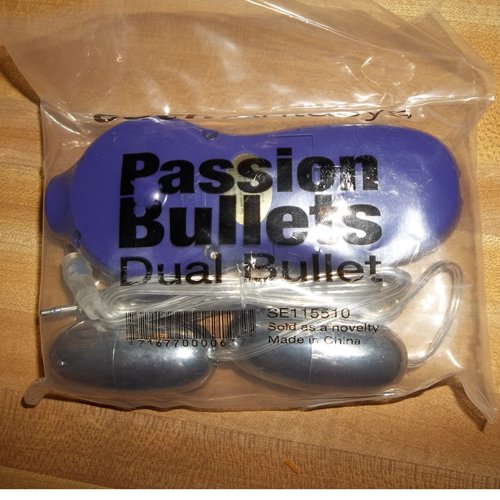 Passion
Bullets
Dual Bullet
SE115510
Sold as a novelty
Made in China